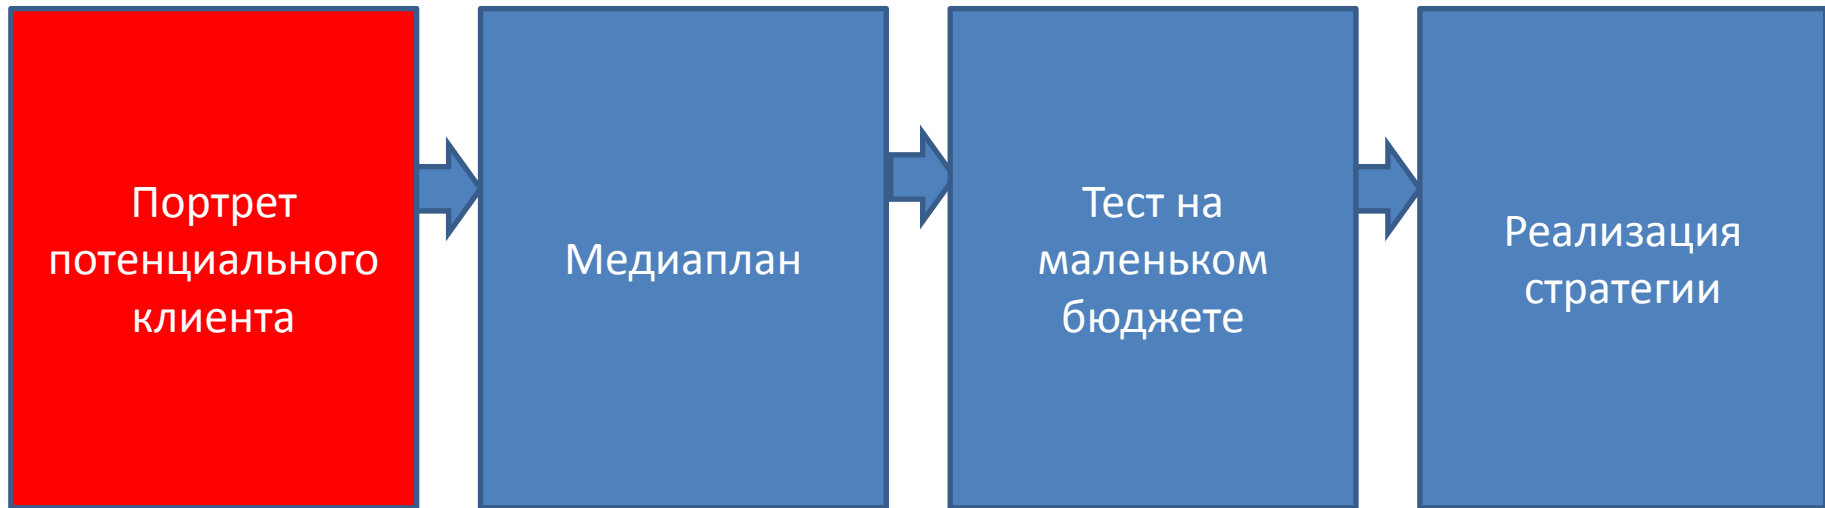 Портрет
потенциального
клиента
Медиаплан
Тест на
маленьком
бюджете
Реализация
стратегии